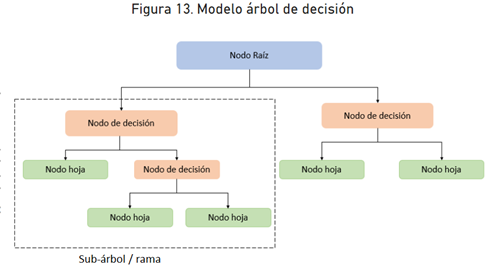 Figura 13. Modelo árbol de decisión
Nodo Raíz
Nodo de decisión
Nodo de decisión
Nodo hoja
Nodo de decisión
Nodo hoja
Nodo hoja
Nodo hoja
Nodo hoja
Sub-árbol / rama